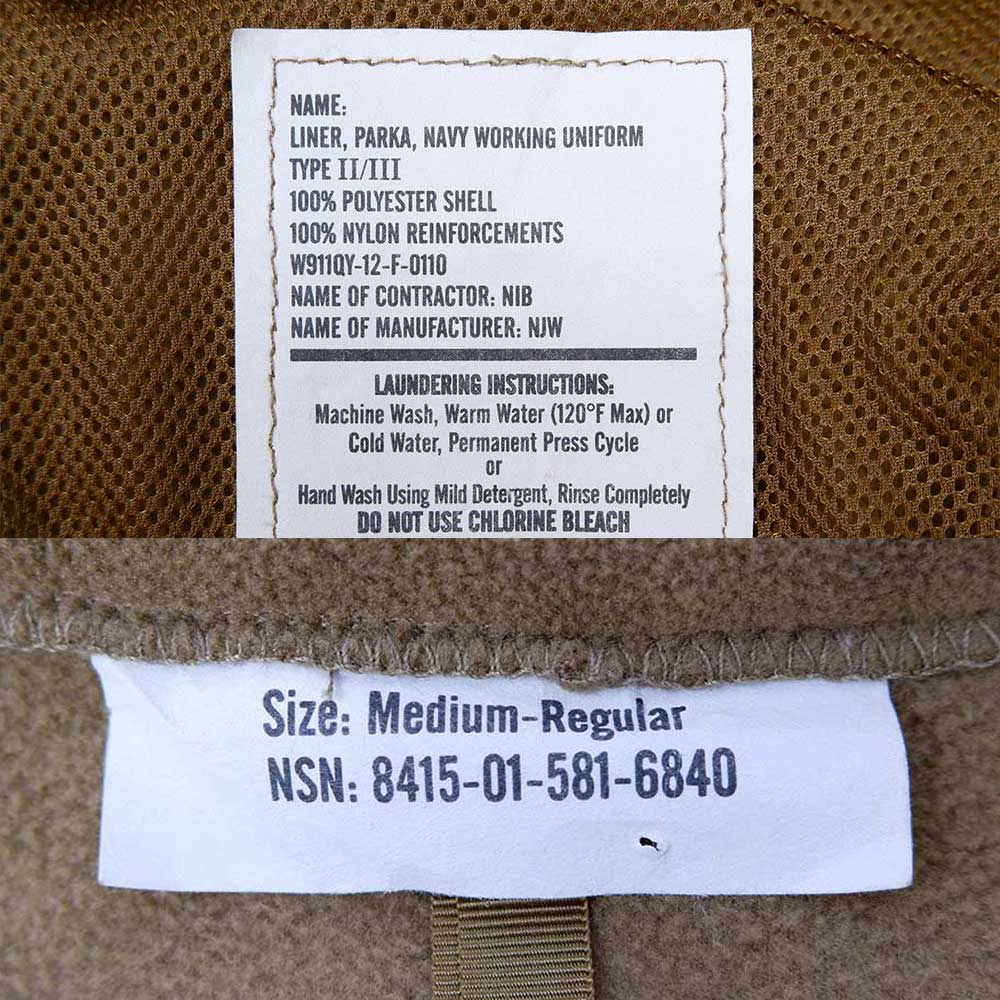 NAME:
LINER, PARKA, NAVY WORKING UNIFORM
TYPE II/III
100% POLYESTER SHELL
100% NYLON REINFORCEMENTS
W911QY-12-F-0110
NAME OF CONTRACTOR: NIB
NAME OF MANUFACTURER: NJW
LAUNDERING INSTRUCTIONS:
Machine Wash, Warm Water (120°F Max) or
Cold Water, Permanent Press Cycle
or
Hand Wash Using Mild Detergent, Rinse Completely
DO NOT USE CHLORINE BLEACH
Size: Medium-Regular
NSN: 8415-01-581-6840